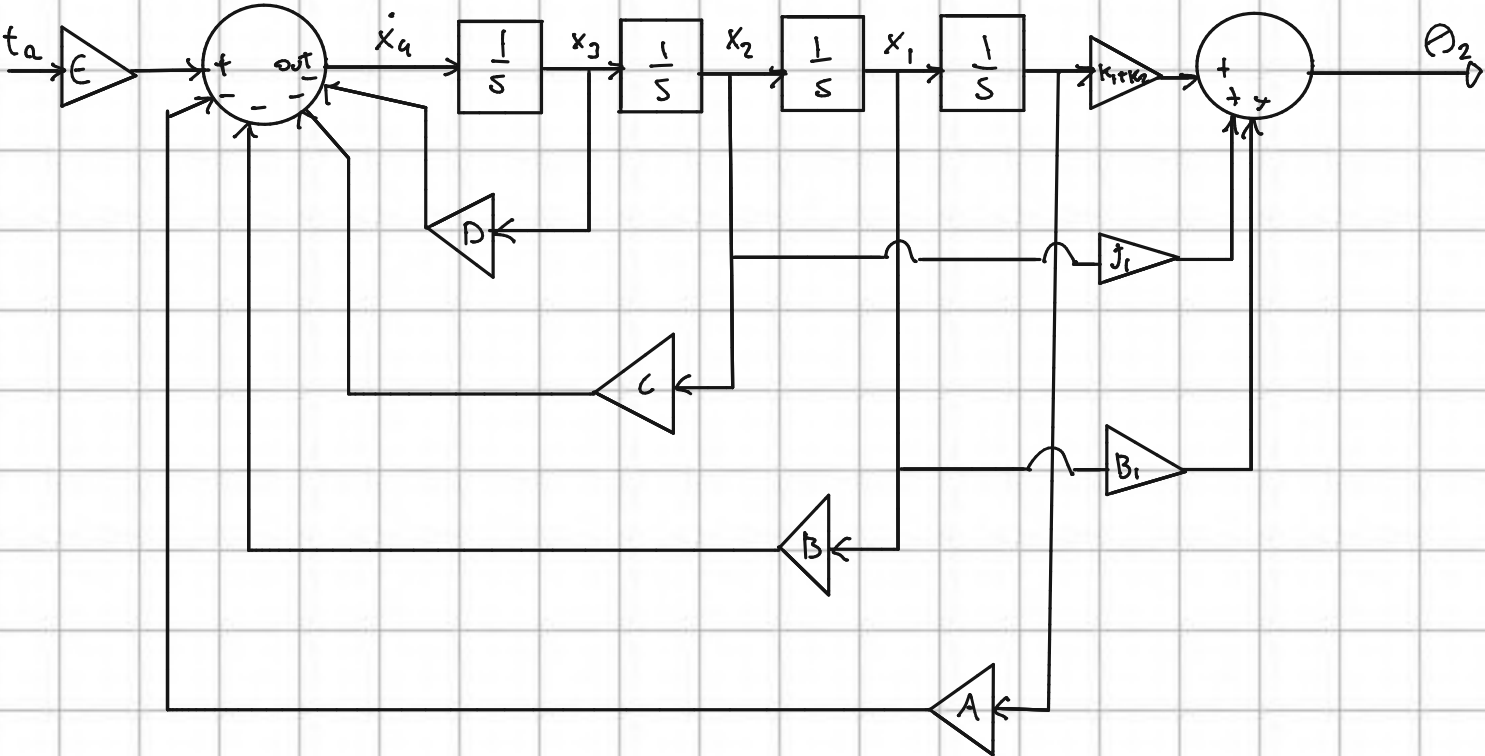 ta
E
+
out
-
-
-
-
ẋ4
1/s
x3
1/s
x2
1/s
x1
1/s
k1+k2
+
+
+
θ2
D
J1
C
B1
B
A